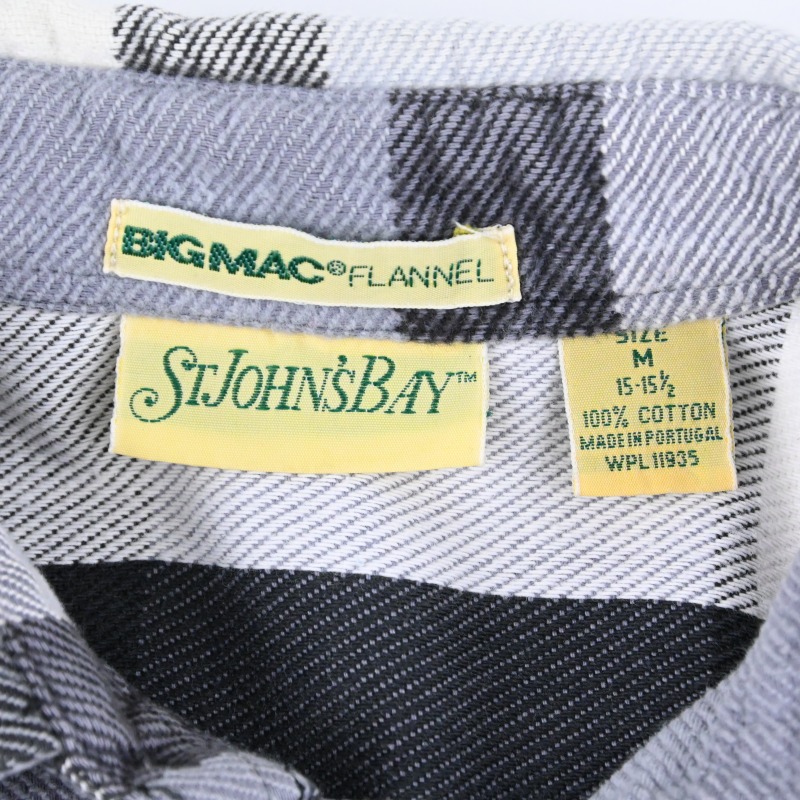 BIG MAC® FLANNEL
ST. JOHN'S BAY™
SIZE
M
15-15½
100% COTTON
MADE IN PORTUGAL
WPL 11935